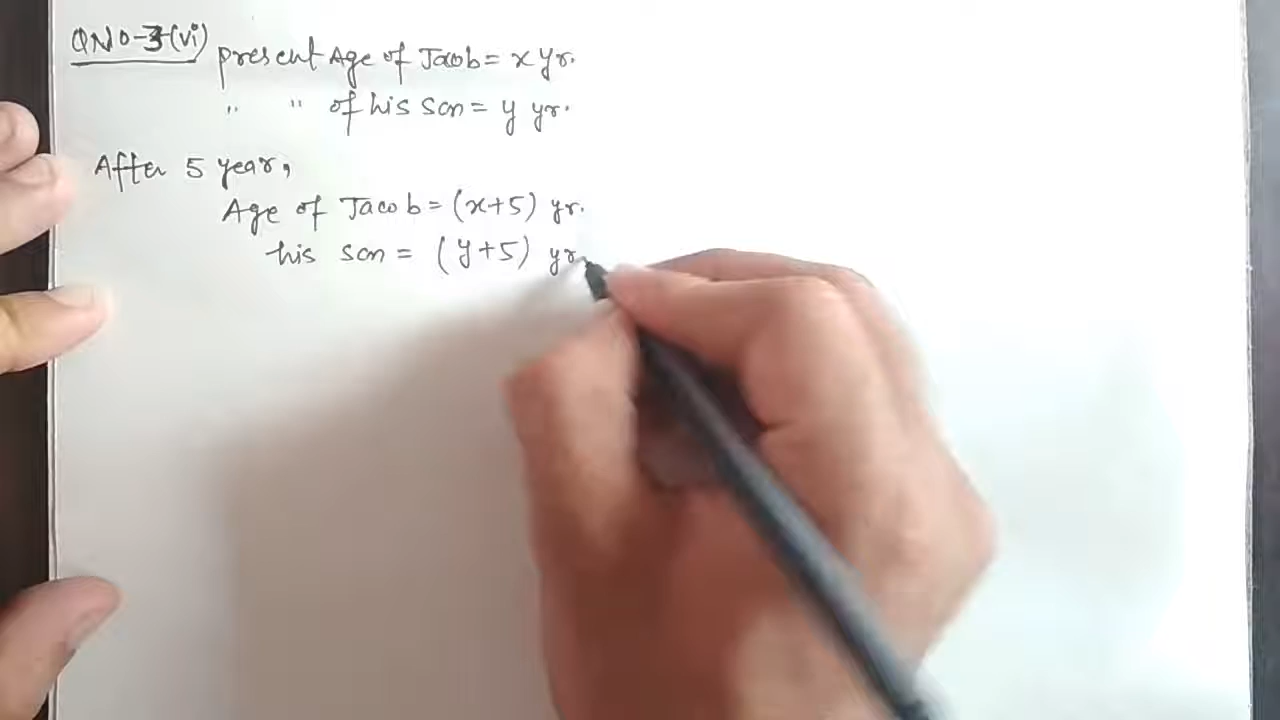 QNO-3(vi)
present Age of Jacob = x yr.
" " of his son = y yr.
After 5 year,
Age of Jacob = (x+5) yr.
his son = (y+5) yr